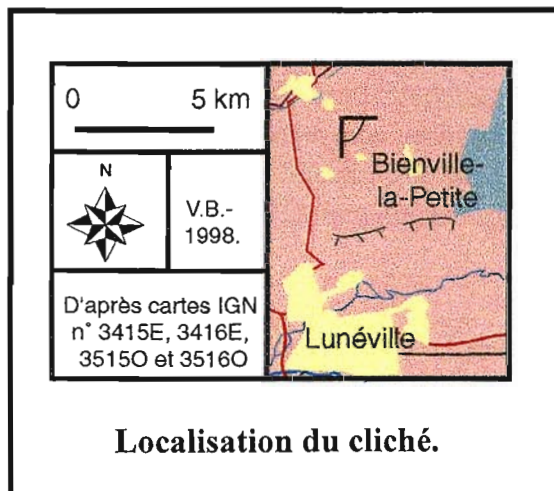 0 5 km
N
V.B.-
1998.
D'après cartes IGN
n° 3415E, 3416E,
3515O et 3516O
Bienville-
la-Petite
Lunéville
Localisation du cliché.